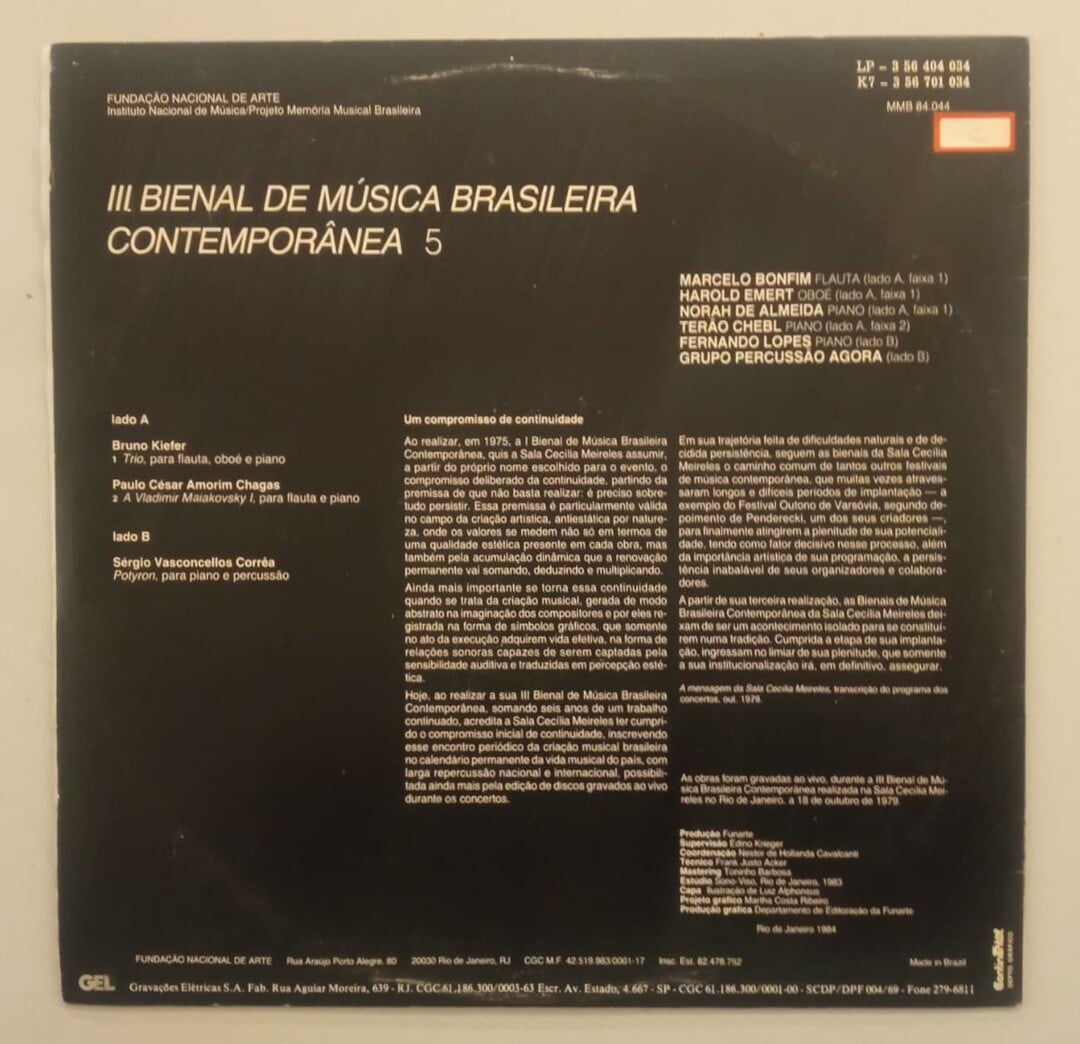 LP - 3 56 404 034
K7 - 3 56 701 034
MMB 84.044
FUNDAÇÃO NACIONAL DE ARTE
Instituto Nacional de Música/Projeto Memória Musical Brasileira
III BIENAL DE MÚSICA BRASILEIRA
CONTEMPORÂNEA 5
MARCELO BONFIM FLAUTA (lado A, faixa 1)
HAROLD EMERT OBOÉ (lado A, faixa 1)
NORAH DE ALMEIDA PIANO (lado A, faixa 1)
TERÃO CHEBL PIANO (lado A, faixa 2)
FERNANDO LOPES PIANO (lado B)
GRUPO PERCUSSÃO AGORA (lado B)
lado A
Bruno Kiefer
1 Trio, para flauta, oboé e piano
Paulo César Amorim Chagas
2 A Vladimir Maiakovsky I, para flauta e piano
lado B
Sérgio Vasconcellos Corrêa
Potyron, para piano e percussão
Um compromisso de continuidade
Ao realizar, em 1975, a I Bienal de Música Brasileira
Contemporânea, quis a Sala Cecília Meireles assumir,
a partir do próprio nome escolhido para o evento, o
compromisso deliberado da continuidade, partindo da
premissa de que não basta realizar: é preciso sobre-
tudo persistir. Essa premissa é particularmente válida
no campo da criação artística, antiestática por nature-
za, onde os valores se medem não só em termos de
uma qualidade estética presente em cada obra, mas
também pela acumulação dinâmica que a renovação
permanente vai somando, deduzindo e multiplicando.
Ainda mais importante se torna essa continuidade
quando se trata da criação musical, gerada de modo
abstrato na imaginação dos compositores e por eles re-
gistrada na forma de símbolos gráficos, que somente
no ato da execução adquirem vida efetiva, na forma de
relações sonoras capazes de serem captadas pela
sensibilidade auditiva e traduzidas em percepção esté-
tica.
Hoje, ao realizar a sua III Bienal de Música Brasileira
Contemporânea, somando seis anos de um trabalho
continuado, acredita a Sala Cecília Meireles ter cumpri-
do o compromisso inicial de continuidade, inscrevendo
esse encontro periódico da criação musical brasileira
no calendário permanente da vida musical do país, com
larga repercussão nacional e internacional, possibili-
tada ainda mais pela edição de discos gravados ao vivo
durante os concertos.
Em sua trajetória feita de dificuldades naturais e de de-
cidida persistência, seguem as bienais da Sala Cecília
Meireles o caminho comum de tantos outros festivais
de música contemporânea, que muitas vezes atraves-
saram longos e difíceis períodos de implantação — a
exemplo do Festival Outono de Varsóvia, segundo de-
poimento de Penderecki, um dos seus criadores —,
para finalmente atingirem a plenitude de sua potenciali-
dade, tendo como fator decisivo nesse processo, além
da importância artística de sua programação, a persis-
tência inabalável de seus organizadores e colabora-
dores.
A partir de sua terceira realização, as Bienais de Música
Brasileira Contemporânea da Sala Cecília Meireles dei-
xam de ser um acontecimento isolado para se constituí-
rem numa tradição. Cumprida a etapa de sua implanta-
ção, ingressam no limiar de sua plenitude, que somente
a sua institucionalização irá, em definitivo, assegurar.
A mensagem da Sala Cecília Meireles, transcrição do programa dos
concertos, out. 1979.
As obras foram gravadas ao vivo, durante a III Bienal de Mú-
sica Brasileira Contemporânea realizada na Sala Cecília Mei-
reles no Rio de Janeiro, a 18 de outubro de 1979.
Produção Funarte
Supervisão Edino Krieger
Coordenação Nestor de Hollanda Cavalcanti
Técnico Frank Justo Acker
Mastering Toninho Barbosa
Estúdio Sono-Viso, Rio de Janeiro, 1983
Capa Ilustração de Luiz Alphonsus
Projeto gráfico Martha Costa Ribeiro
Produção gráfica Departamento de Editoração da Funarte
Rio de Janeiro 1984
FUNDAÇÃO NACIONAL DE ARTE Rua Araújo Porto Alegre, 80 20030 Rio de Janeiro, RJ CGC M.F. 42.519.983/0001-17 Insc. Est. 82.478.752 Made in Brazil
GEL Gravações Elétricas S.A. Fab. Rua Aguiar Moreira, 639 - RJ. CGC 61.186.300/0003-63 Escr. Av. Estado, 4.667 - SP - CGC 61.186.300/0001-00 - SCDP/DPF 004/69 - Fone 279-6811